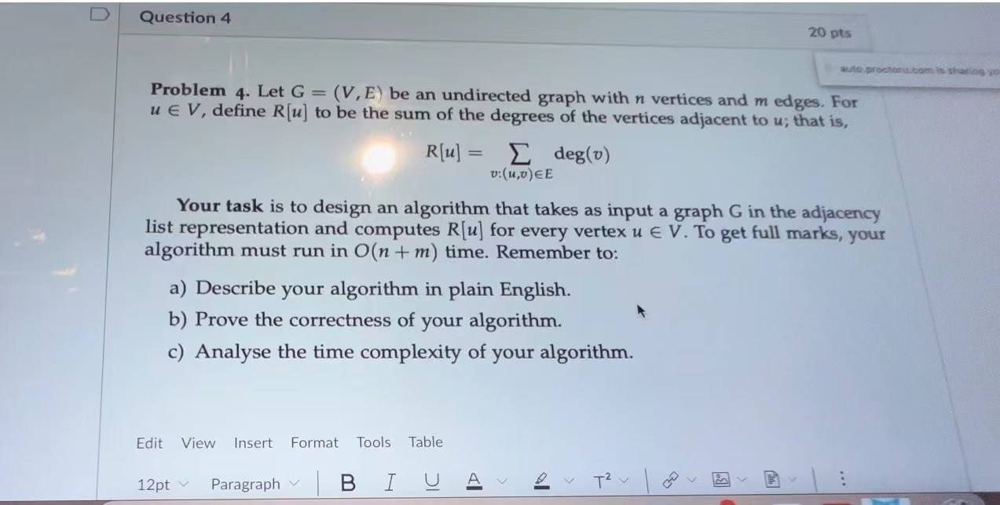 Question 4
20 pts
auto.proctoru.com is sharing yo
Problem 4. Let G = (V, E) be an undirected graph with n vertices and m edges. For
u ∈ V, define R[u] to be the sum of the degrees of the vertices adjacent to u; that is,
R[u] = ∑ deg(v)
v:(u,v)∈E
Your task is to design an algorithm that takes as input a graph G in the adjacency
list representation and computes R[u] for every vertex u ∈ V. To get full marks, your
algorithm must run in O(n + m) time. Remember to:
a) Describe your algorithm in plain English.
b) Prove the correctness of your algorithm.
c) Analyse the time complexity of your algorithm.
Edit View Insert Format Tools Table
12pt Paragraph B I U A T²